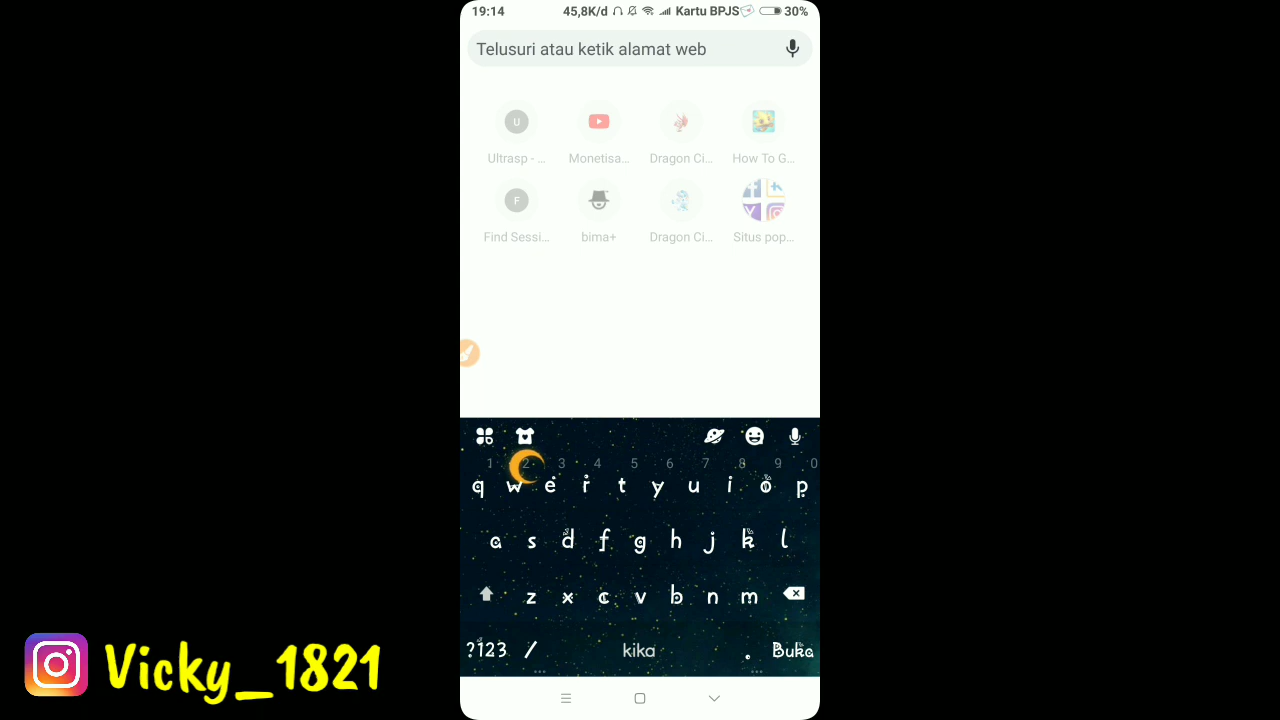 19:14 45,8K/d Kartu BPJS 30%
Telusuri atau ketik alamat web
U
Ultrasp - ... Monetisa... Dragon Ci... How To G...
F
Find Sessi... bima+ Dragon Ci... Situs pop...
1 2 3 4 5 6 7 8 9 0
q w e r t y u i o p
a s d f g h j k l
z x c v b n m
?123 / kika . Buka
Vicky_1821